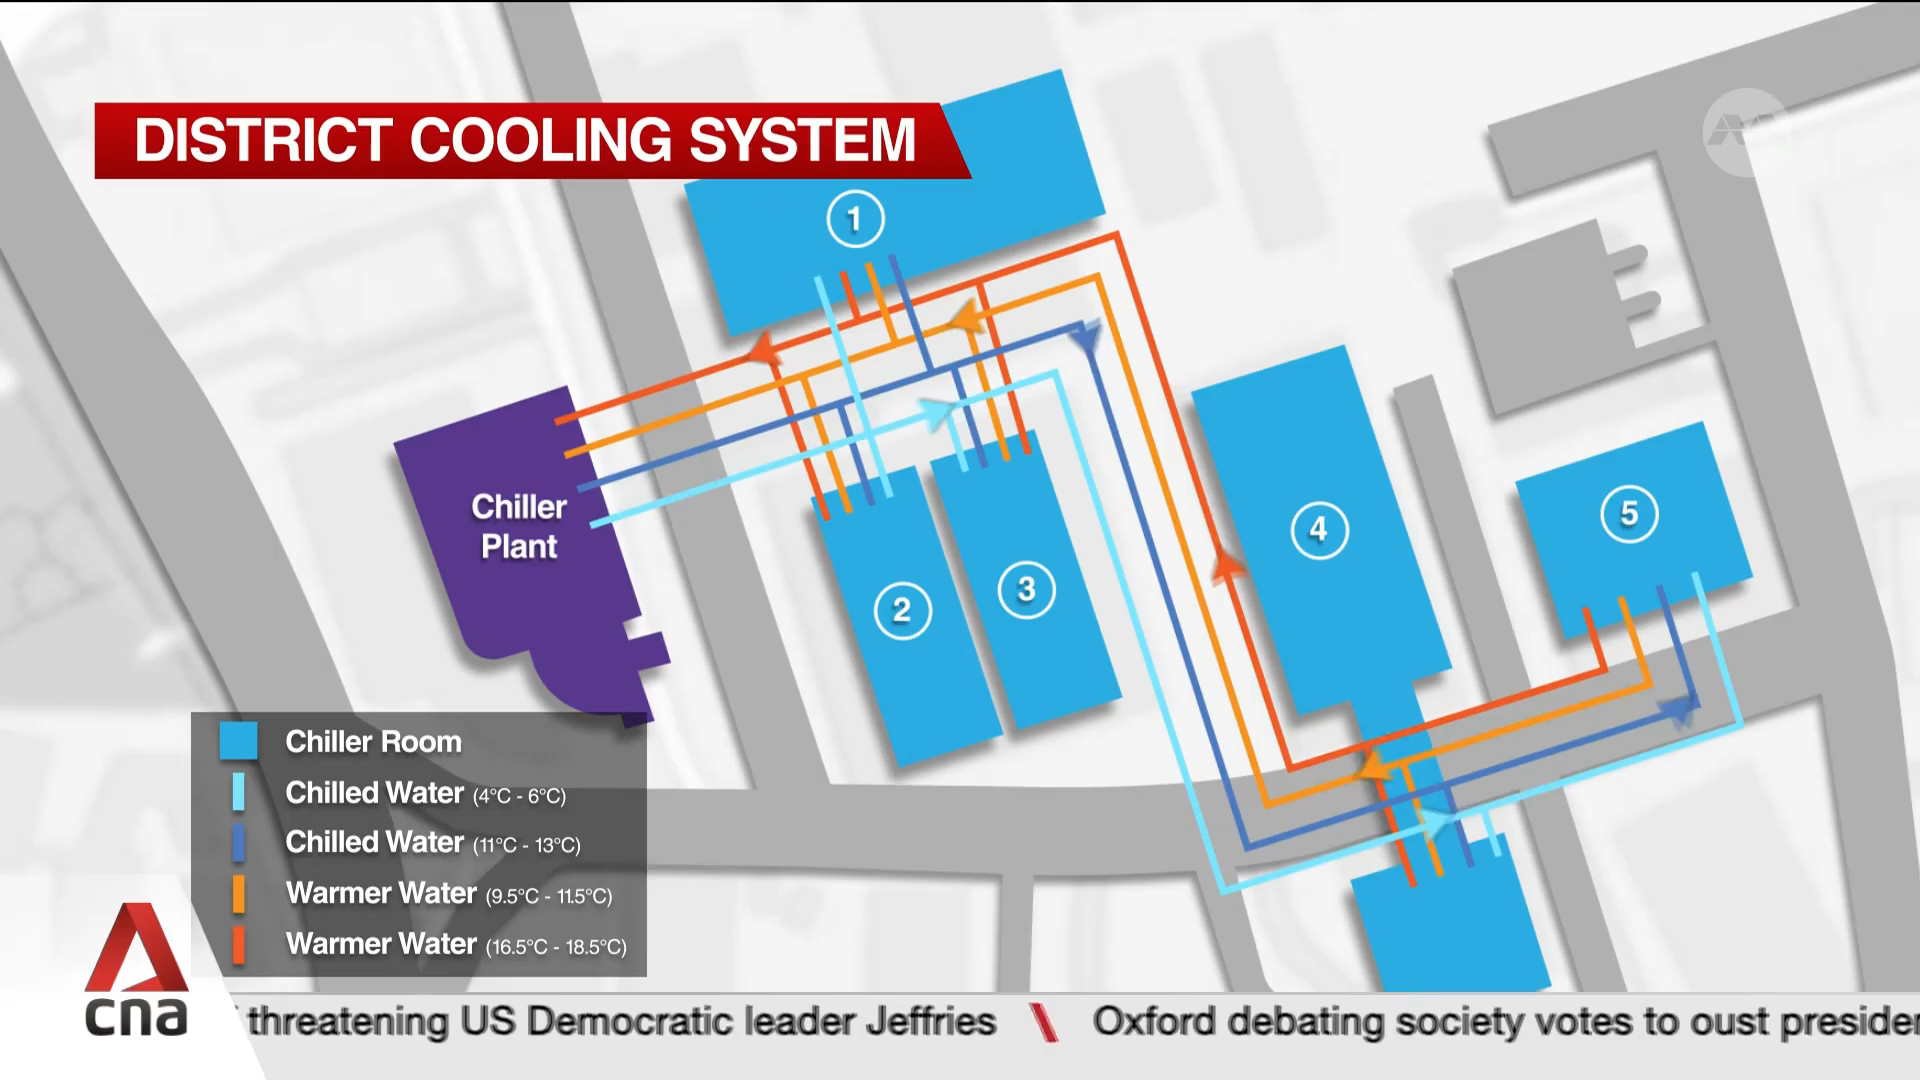 DISTRICT COOLING SYSTEM
1
Chiller
Plant
2
3
4
5
Chiller Room
Chilled Water (4°C - 6°C)
Chilled Water (11°C - 13°C)
Warmer Water (9.5°C - 11.5°C)
Warmer Water (16.5°C - 18.5°C)
cna
threatening US Democratic leader Jeffries
Oxford debating society votes to oust presiden